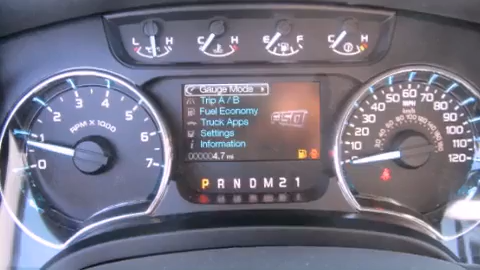 L H C H E F C H
Gauge Mode
Trip A / B
Fuel Economy
Truck Apps
Settings
Information
000004.7 mi
P R N D M 2 1
0 1 2 3 4 5 6 7
RPM X 1000
10 20 30 40 50 60 70 80 90 100 110 120
MPH